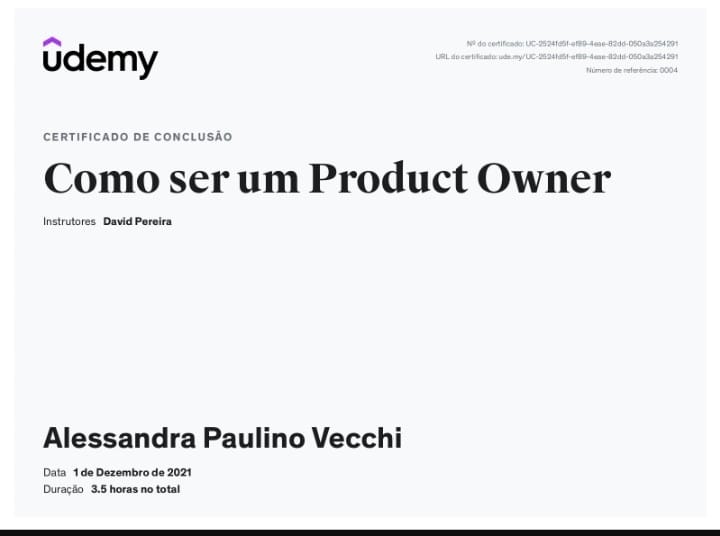 udemy
Nº do certificado: UC-2524fd5f-ef89-4eae-82dd-050a3a254291
URL do certificado: ude.my/UC-2524fd5f-ef89-4eae-82dd-050a3a254291
Número de referência: 0004
CERTIFICADO DE CONCLUSÃO
Como ser um Product Owner
Instrutores David Pereira
Alessandra Paulino Vecchi
Data 1 de Dezembro de 2021
Duração 3.5 horas no total